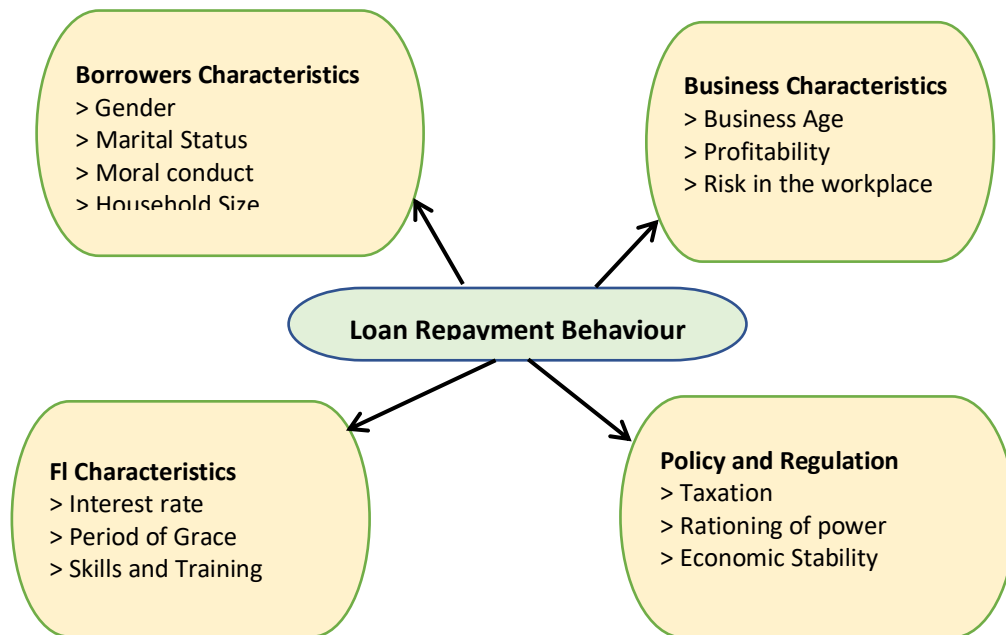 Borrowers Characteristics
> Gender
> Marital Status
> Moral conduct
> Household Size
Business Characteristics
> Business Age
> Profitability
> Risk in the workplace
Loan Repayment Behaviour
Fl Characteristics
> Interest rate
> Period of Grace
> Skills and Training
Policy and Regulation
> Taxation
> Rationing of power
> Economic Stability